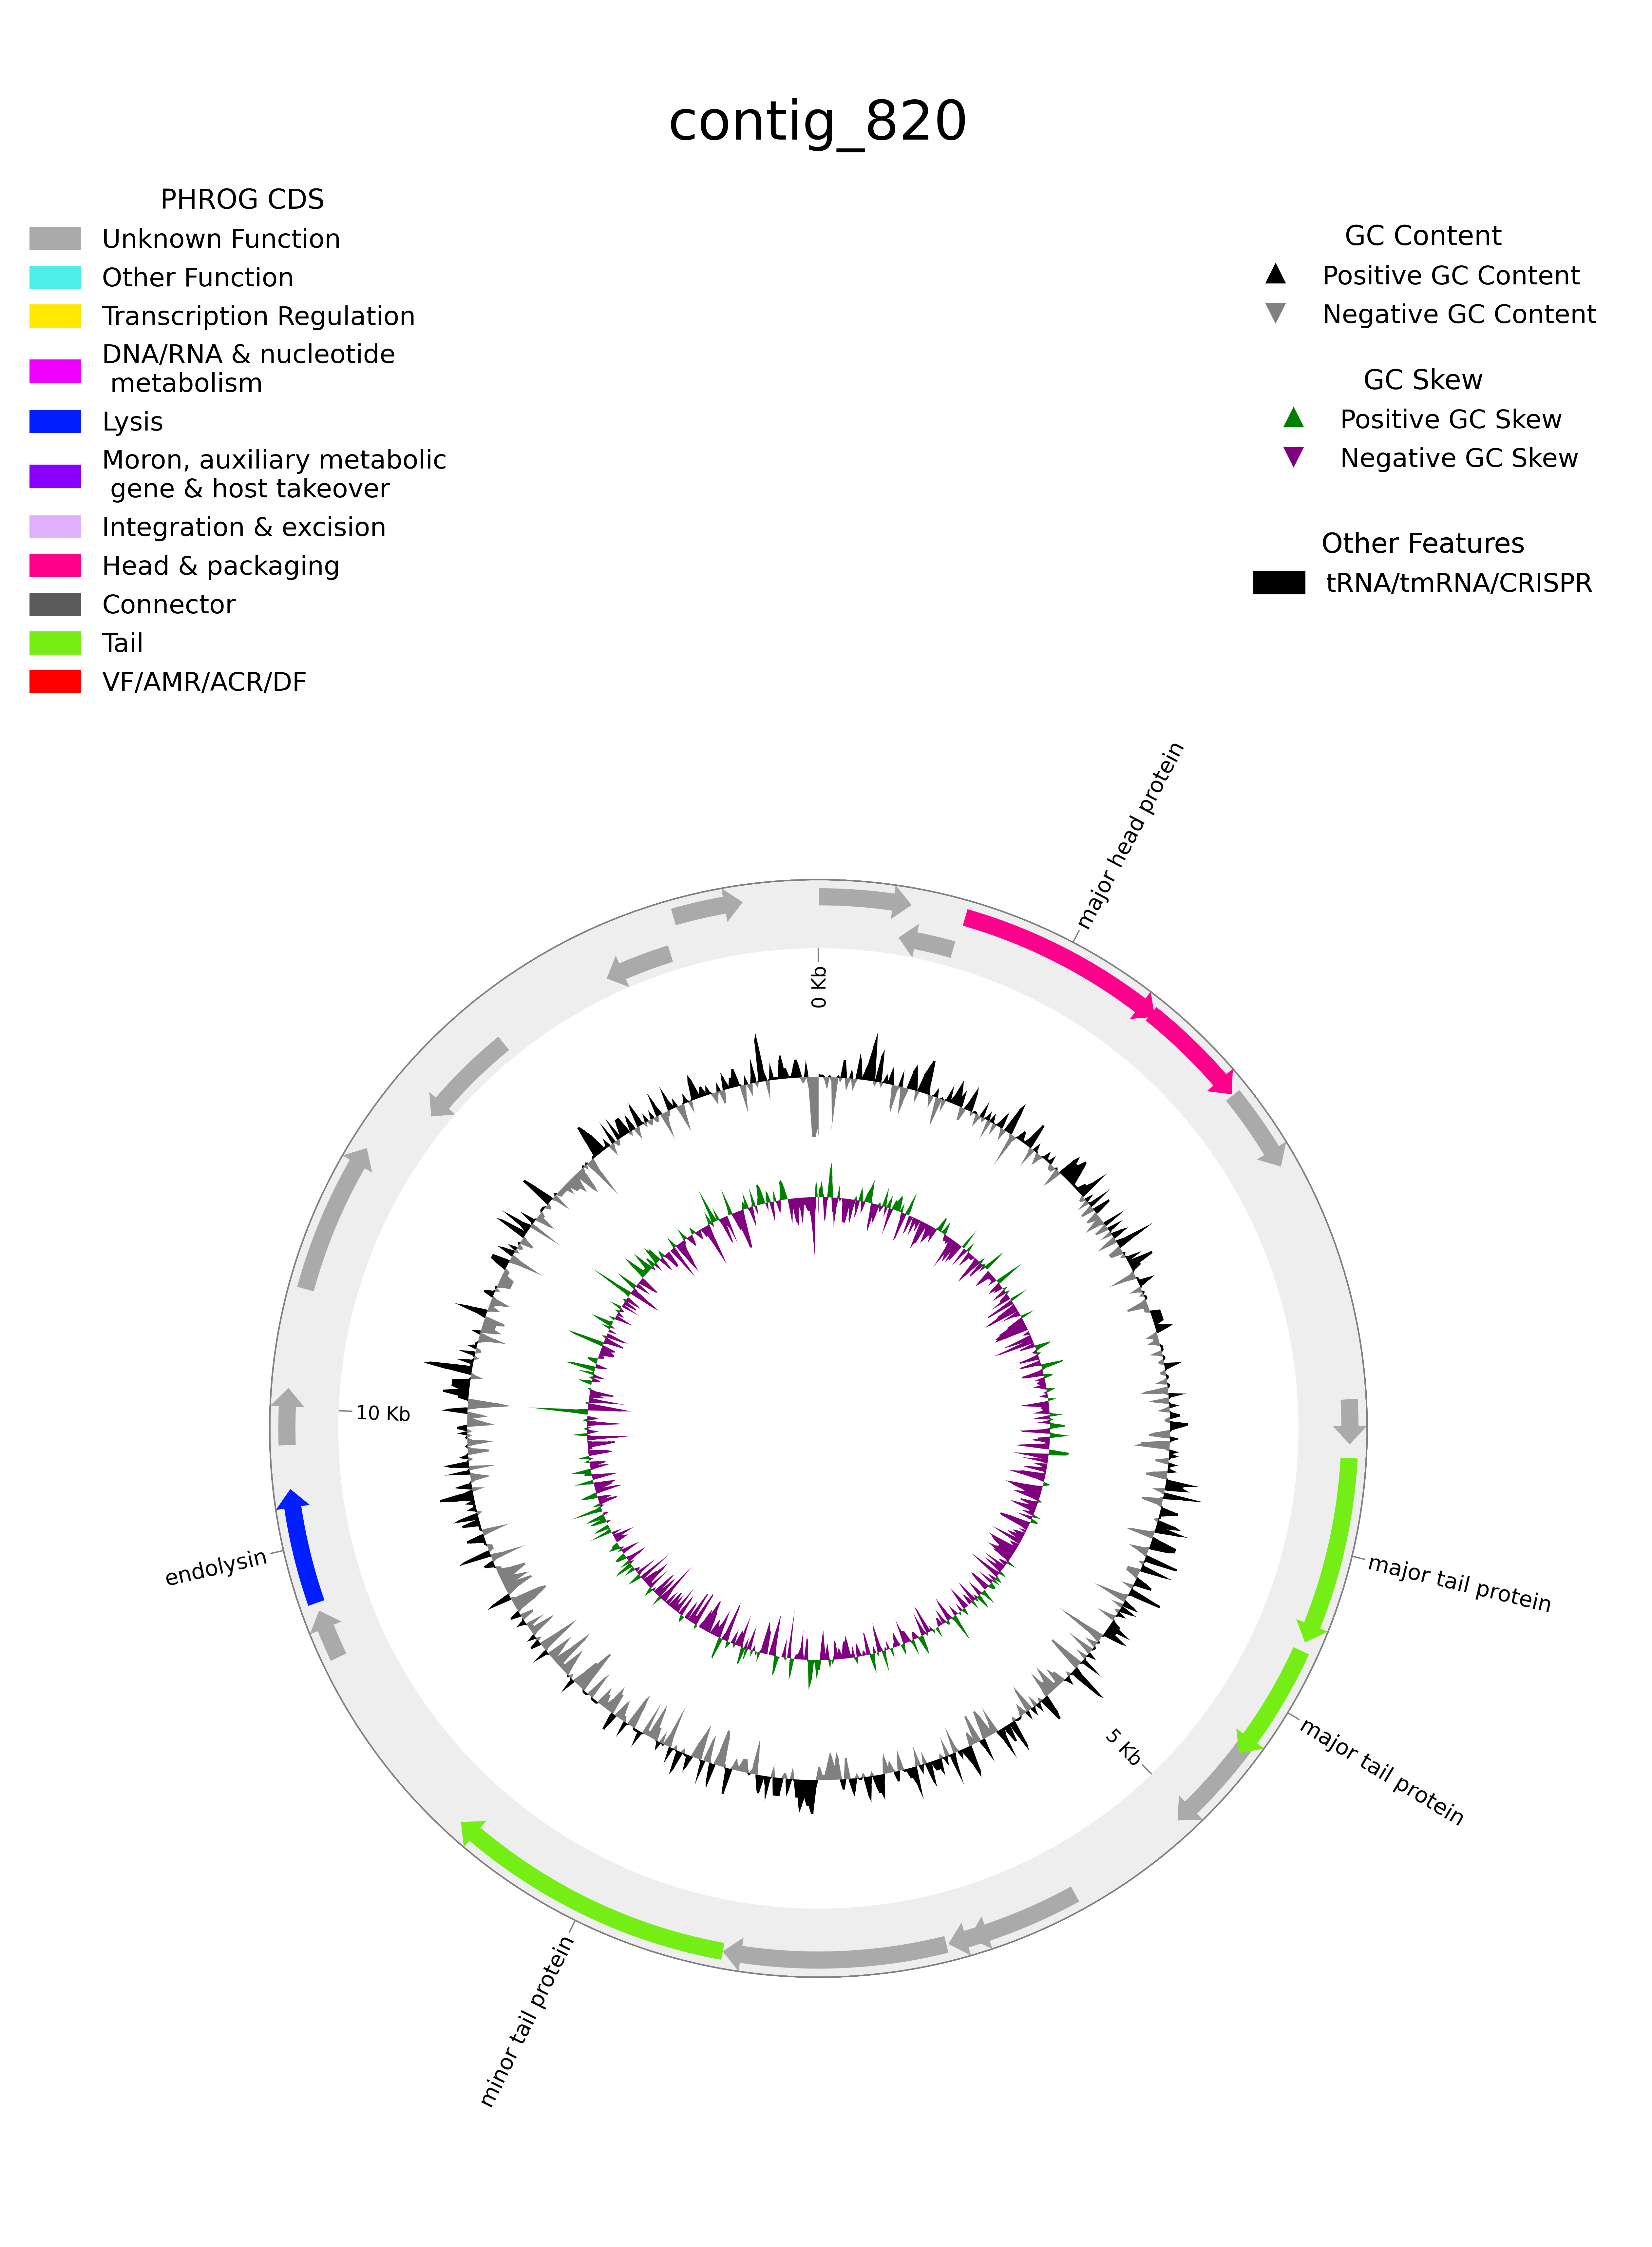 contig_820
PHROG CDS
Unknown Function
Other Function
Transcription Regulation
DNA/RNA & nucleotide
metabolism
Lysis
Moron, auxiliary metabolic
gene & host takeover
Integration & excision
Head & packaging
Connector
Tail
VF/AMR/ACR/DF
GC Content
Positive GC Content
Negative GC Content
GC Skew
Positive GC Skew
Negative GC Skew
Other Features
tRNA/tmRNA/CRISPR
major head protein
0 Kb
10 Kb
endolysin
major tail protein
major tail protein
5 Kb
minor tail protein